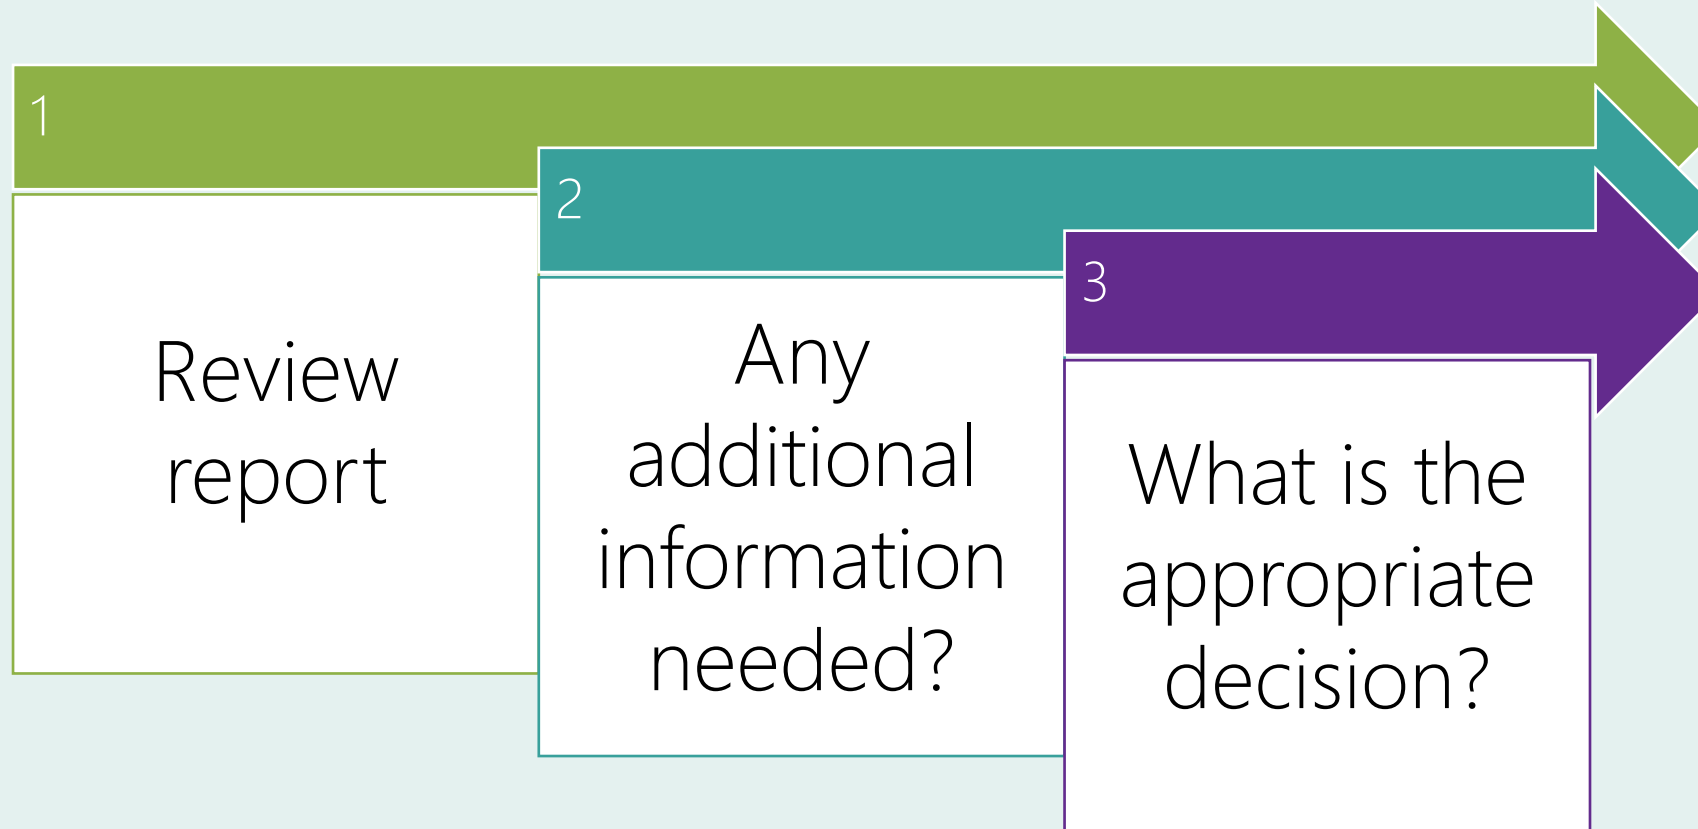 1
Review
report
2
Any
additional
information
needed?
3
What is the
appropriate
decision?